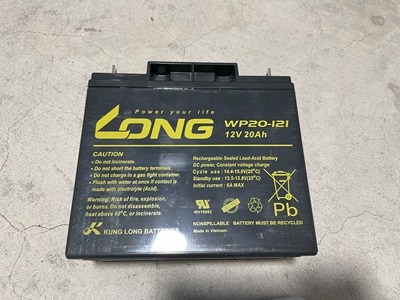 Power your life
LONG
WP20-12I
12V 20Ah
CAUTION
• Do not incinerate.
• Do not short the battery terminals.
• Do not charge in a gas tight container.
• Flush with water at once if contact is
made with electrolyte (Acid).
Warning: Risk of fire, explosion,
or burns. Do not disassemble,
heat above 60°C, or incinerate.
KUNG LONG BATTERIES
Rechargeable Sealed Lead-Acid Battery
DC power, Constant voltage charge
Cycle use : 14.4-15.0V(25°C)
Standby use : 13.5-13.8V(25°C)
Initial current : 6A MAX
MH16982
Pb
NONSPILLABLE BATTERY MUST BE RECYCLED
Made in Vietnam